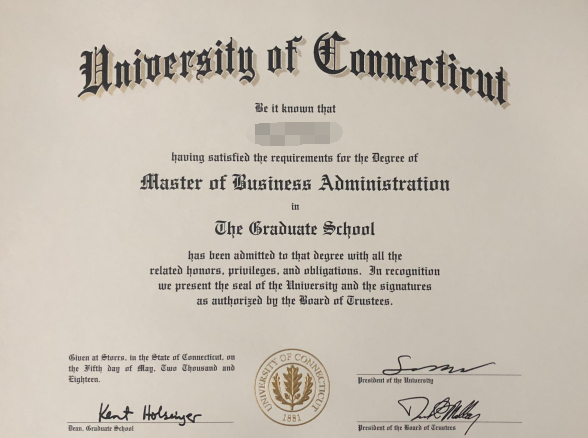 University of Connecticut
Be it known that
having satisfied the requirements for the Degree of
Master of Business Administration
in
The Graduate School
has been admitted to that degree with all the
related honors, privileges, and obligations. In recognition
we present the seal of the University and the signatures
as authorized by the Board of Trustees.
Given at Storrs, in the State of Connecticut, on
the Fifth day of May, Two Thousand and
Eighteen.
Kent Holsinger
Dean, Graduate School
UNIVERSITY OF CONNECTICUT
1881
President of the University
President of the Board of Trustees